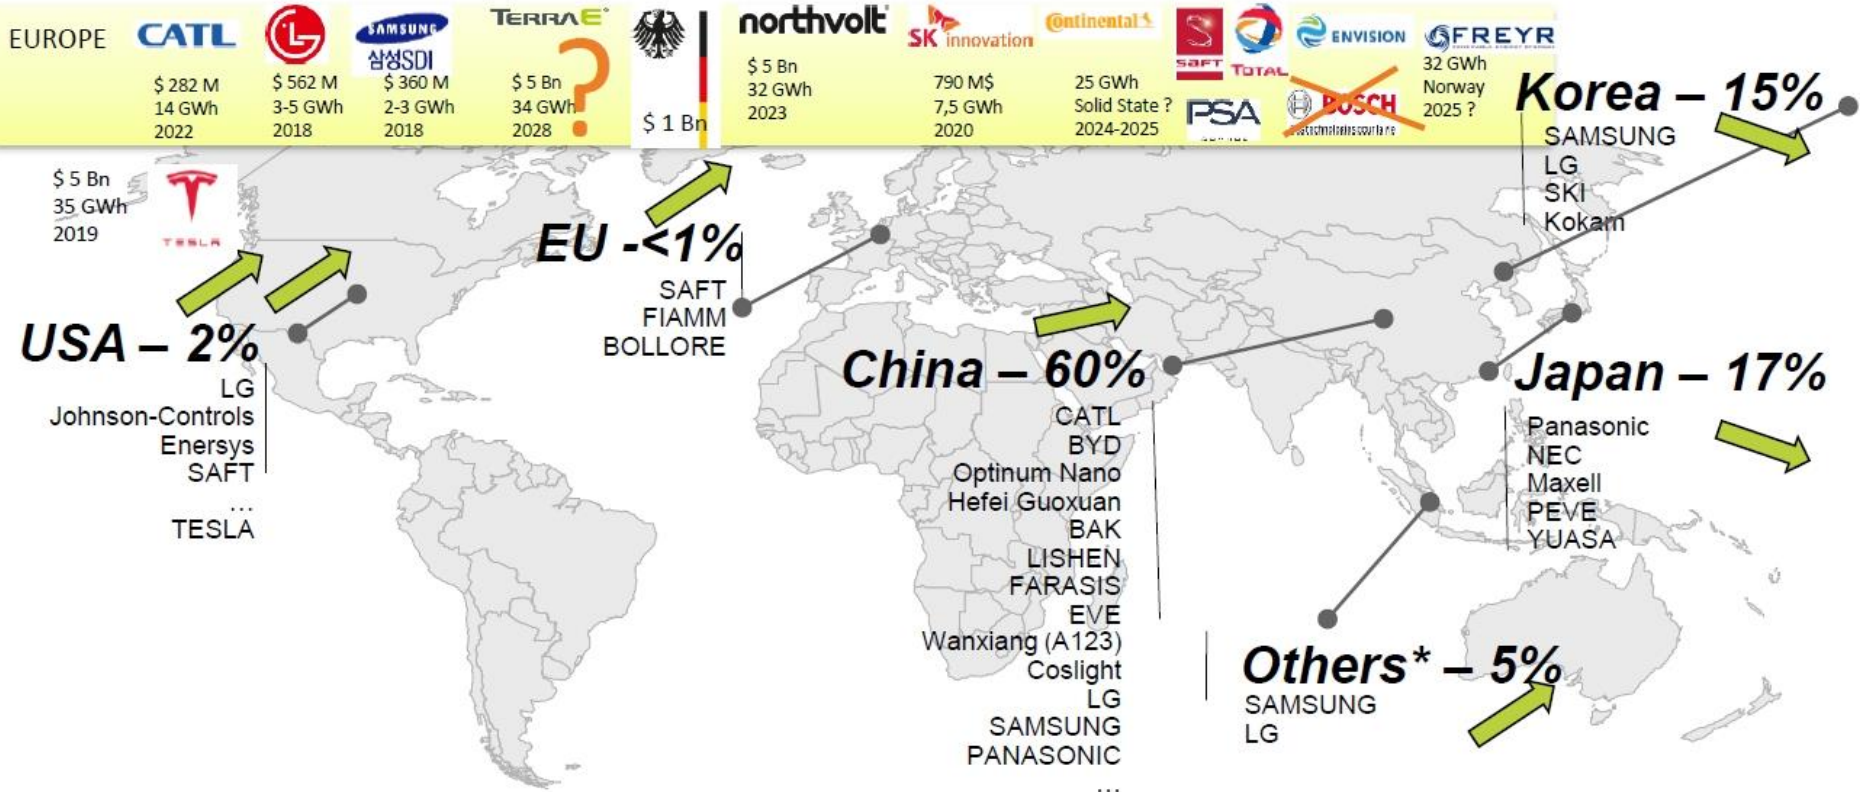 EUROPE
CATL
$ 282 M
14 GWh
2022
LG
$ 562 M
3-5 GWh
2018
SAMSUNG
삼성SDI
$ 360 M
2-3 GWh
2018
TERRAE
$ 5 Bn
34 GWh
2028
?
$ 1 Bn
northvolt
$ 5 Bn
32 GWh
2023
SK innovation
790 M$
7,5 GWh
2020
Continental
25 GWh
Solid State ?
2024-2025
SAFT
TOTAL
PSA
ENVISION
BOSCH
FREYR
32 GWh
Norway
2025 ?
$ 5 Bn
35 GWh
2019
TESLA
USA – 2%
LG
Johnson-Controls
Enersys
SAFT
...
TESLA
EU -<1%
SAFT
FIAMM
BOLLORE
China – 60%
CATL
BYD
Optinum Nano
Hefei Guoxuan
BAK
LISHEN
FARASIS
EVE
Wanxiang (A123)
Coslight
LG
SAMSUNG
PANASONIC
...
Korea – 15%
SAMSUNG
LG
SKI
Kokam
Japan – 17%
Panasonic
NEC
Maxell
PEVE
YUASA
Others* – 5%
SAMSUNG
LG